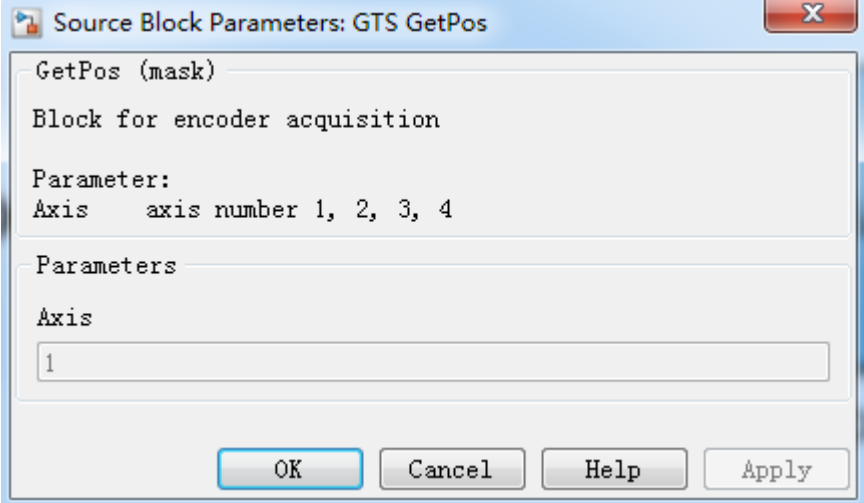 Source Block Parameters: GTS GetPos
GetPos (mask)
Block for encoder acquisition
Parameter:
Axis    axis number 1, 2, 3, 4
Parameters
Axis
1
OK Cancel Help Apply